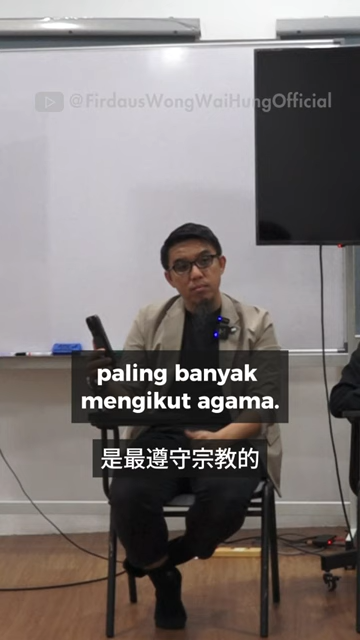 @FirdausWongWaiHungOfficial
paling banyak
mengikut agama.
是最遵守宗教的